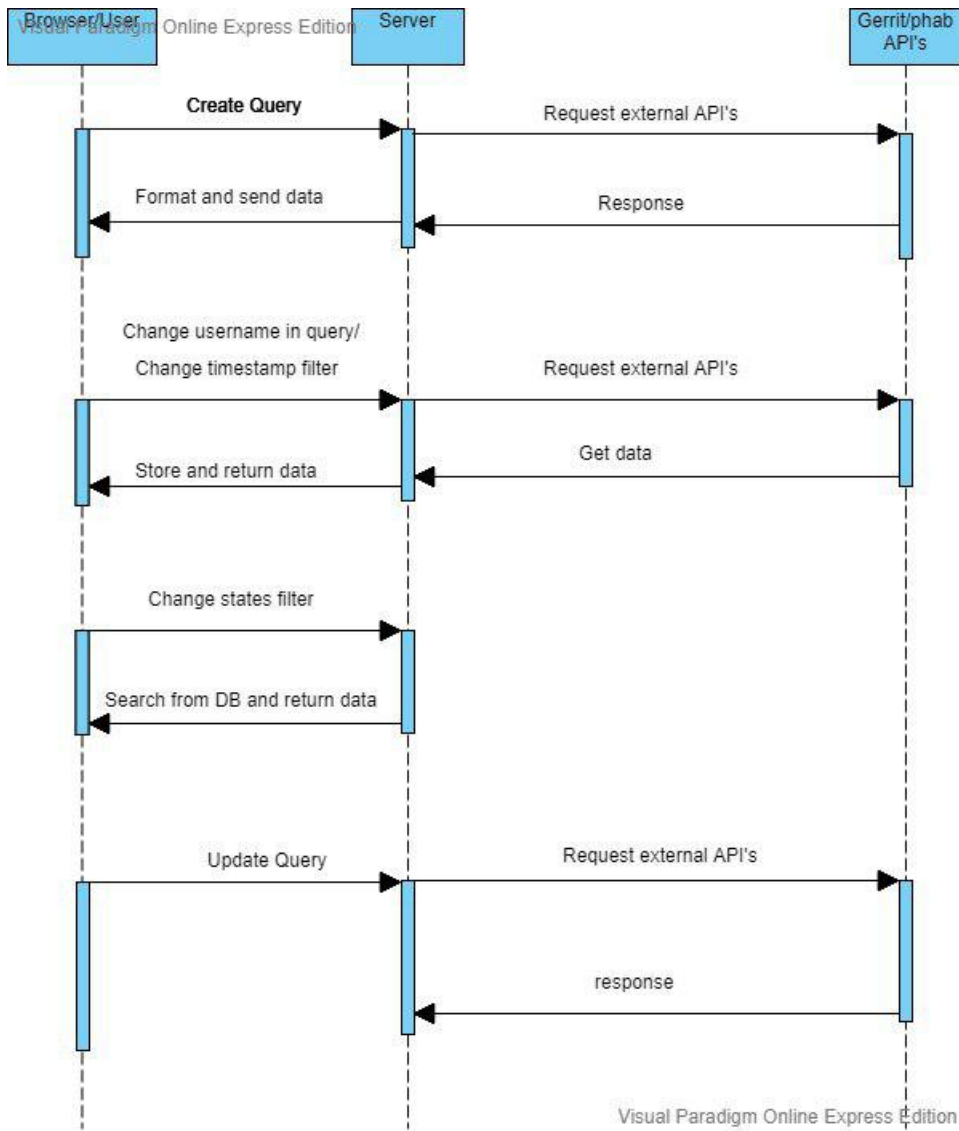 Browser/User
Visual Paradigm Online Express Edition
Server
Gerrit/phab
API's
Create Query
Request external API's
Format and send data
Response
Change username in query/
Change timestamp filter
Request external API's
Store and return data
Get data
Change states filter
Search from DB and return data
Update Query
Request external API's
response
Visual Paradigm Online Express Edition